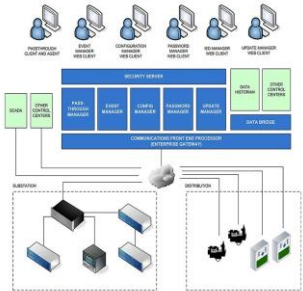 PASSTHROUGH
CLIENT AND AGENT
EVENT
MANAGER
WEB CLIENT
CONFIGURATION
MANAGER
WEB CLIENT
PASSWORD
MANAGER
WEB CLIENT
IED MANAGER
WEB CLIENT
UPDATE MANAGER
WEB CLIENT
SECURITY SERVER
SCADA
OTHER
CONTROL
CENTERS
PASS-
THROUGH
MANAGER
EVENT
MANAGER
CONFIG
MANAGER
PASSWORD
MANAGER
UPDATE
MANAGER
DATA
HISTORIAN
OTHER
CONTROL
CENTERS
DATA BRIDGE
COMMUNICATIONS FRONT END PROCESSOR
(ENTERPRISE GATEWAY)
SUBSTATION
DISTRIBUTION